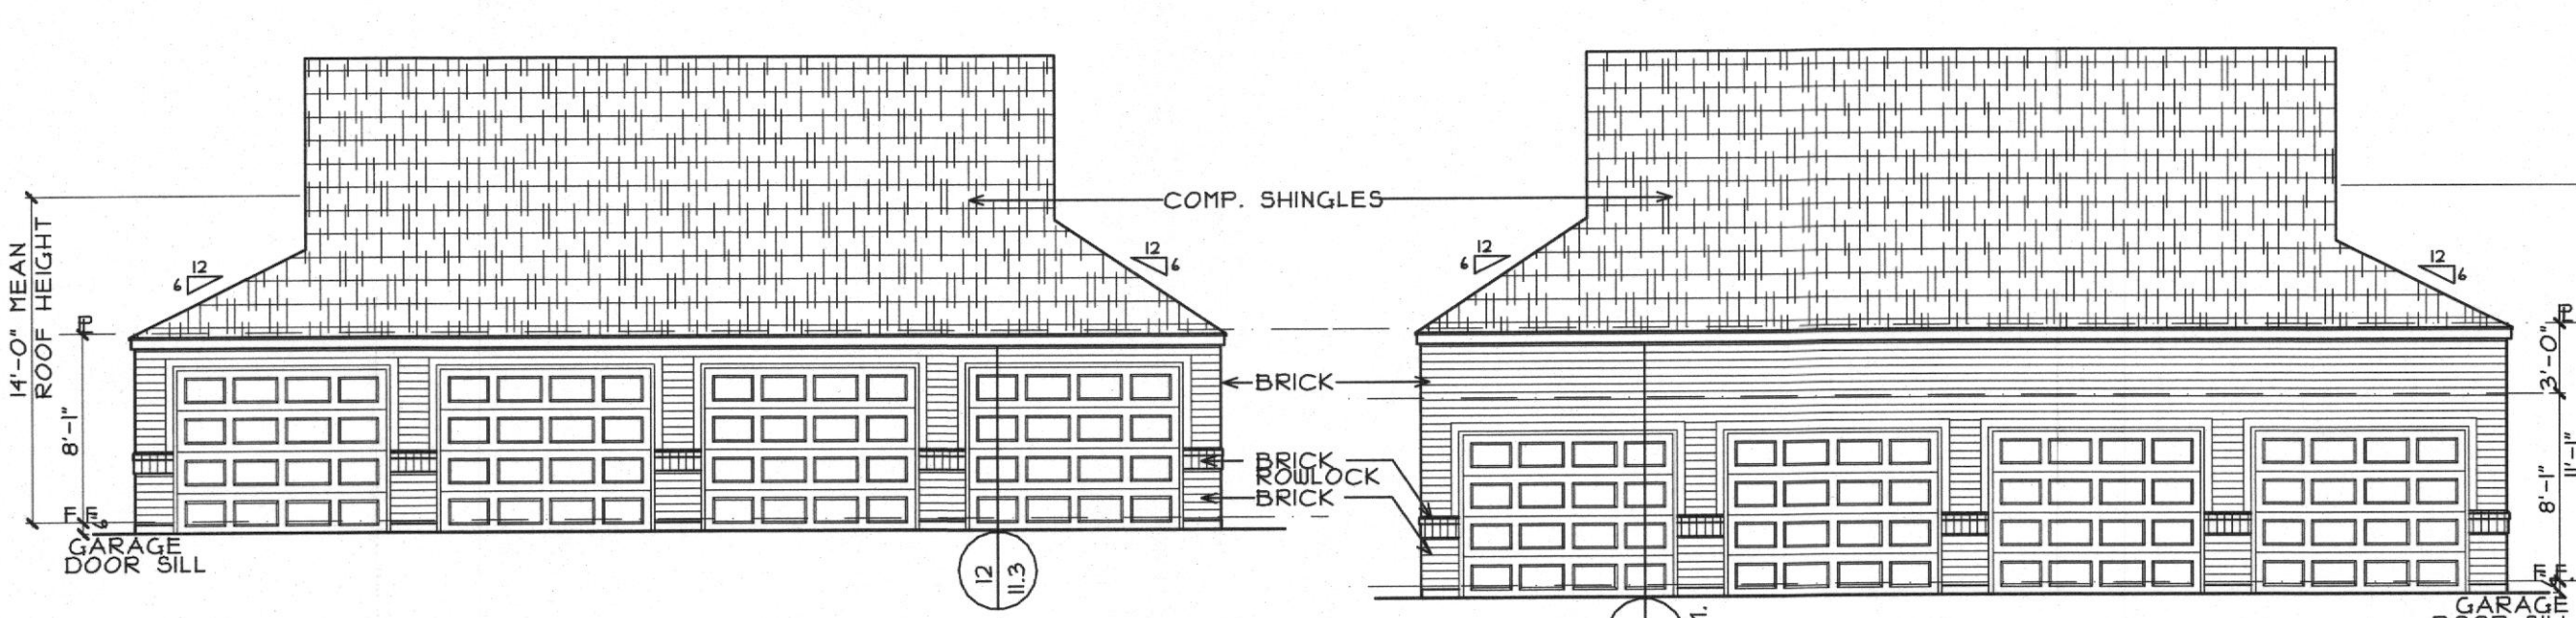 COMP. SHINGLES
12
6
12
6
12
6
12
6
14'-0" MEAN
ROOF HEIGHT
8'-1"
BRICK
BRICK
ROWLOCK
BRICK
3'-0"
8'-1"
11'-1"
F
F
6"
F
F
GARAGE
DOOR SILL
12
11.3
GARAGE